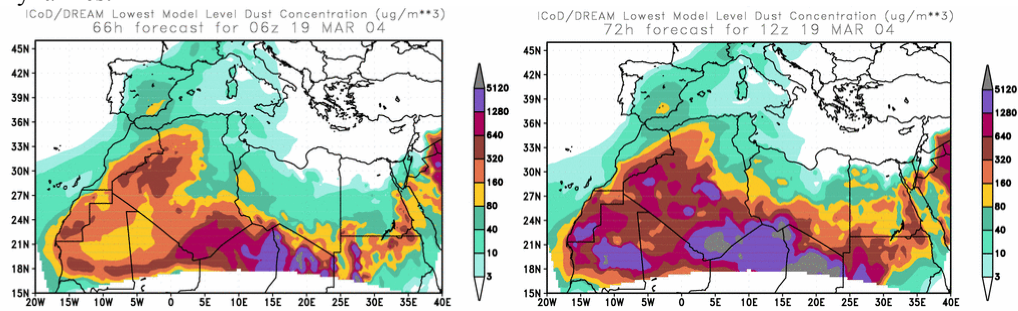 ICoD/DREAM Lowest Model Level Dust Concentration (ug/m**3)
66h forecast for 06z 19 MAR 04
45N
42N
39N
36N
33N
30N
27N
24N
21N
18N
15N
20W 15W 10W 5W 0 5E 10E 15E 20E 25E 30E 35E 40E
5120
1280
640
320
160
80
40
10
3
ICoD/DREAM Lowest Model Level Dust Concentration (ug/m**3)
72h forecast for 12z 19 MAR 04
45N
42N
39N
36N
33N
30N
27N
24N
21N
18N
15N
20W 15W 10W 5W 0 5E 10E 15E 20E 25E 30E 35E 40E
5120
1280
640
320
160
80
40
10
3